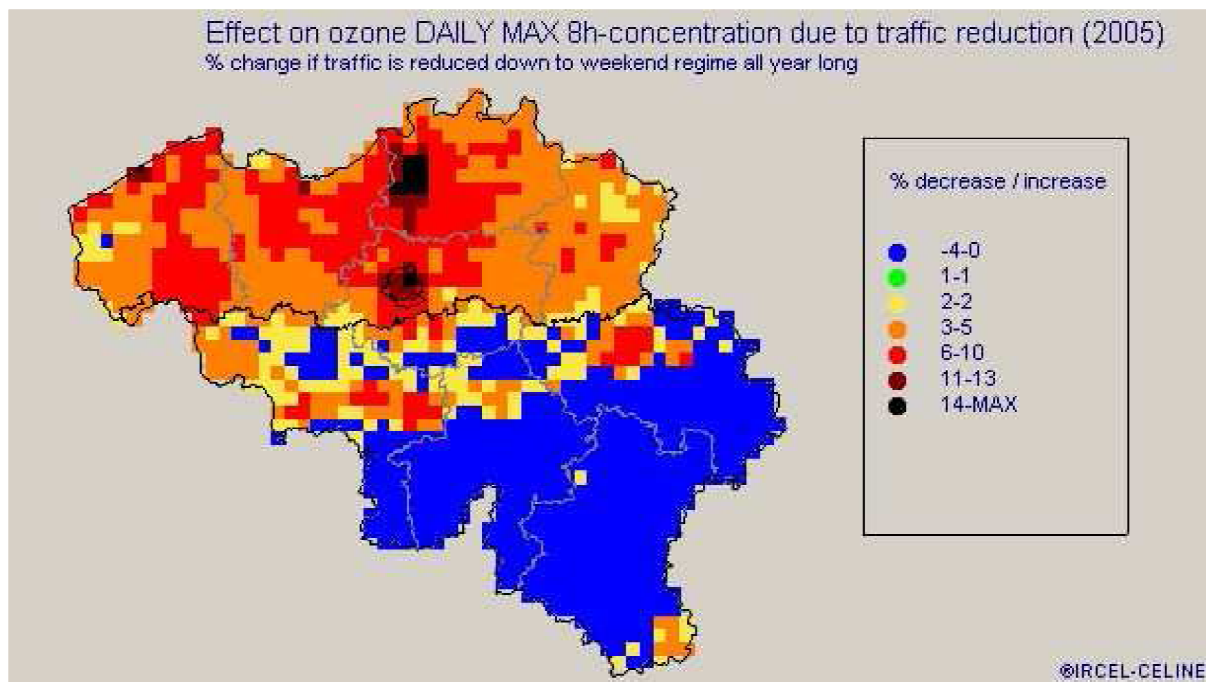 Effect on ozone DAILY MAX 8h-concentration due to traffic reduction (2005)
% change if traffic is reduced down to weekend regime all year long
% decrease / increase
-4-0
1-1
2-2
3-5
6-10
11-13
14-MAX
©IRCEL-CELINE